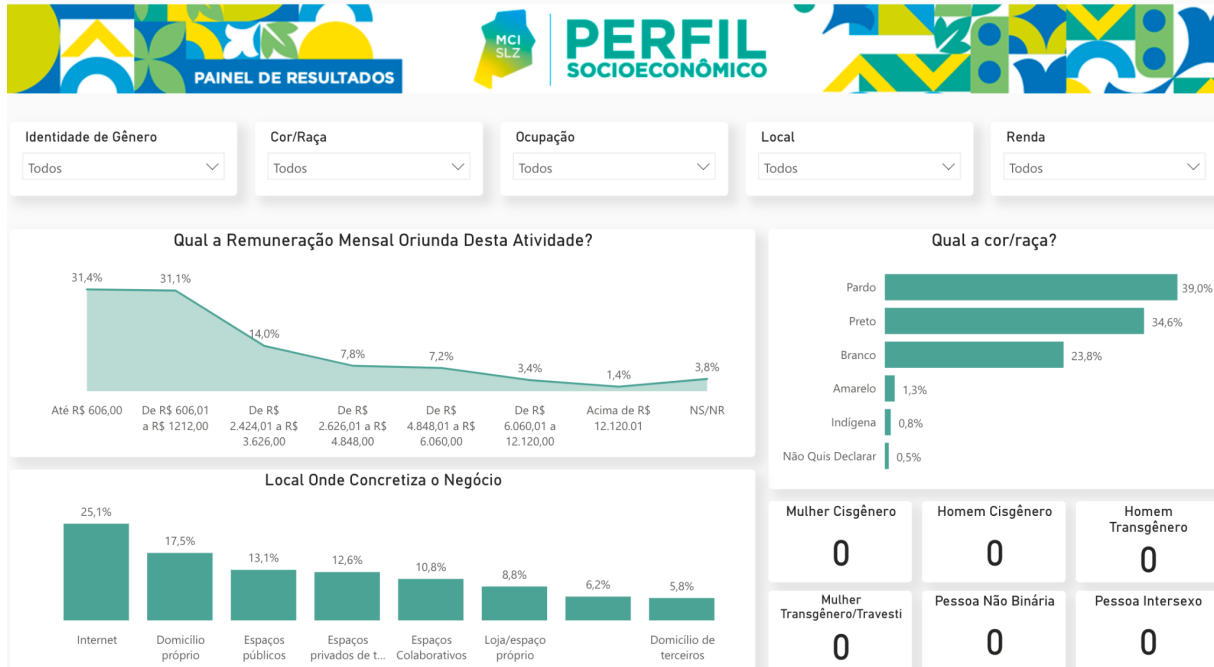 PAINEL DE RESULTADOS
MCI
SLZ
PERFIL
SOCIOECONÔMICO
Identidade de Gênero
Todos
Cor/Raça
Todos
Ocupação
Todos
Local
Todos
Renda
Todos
Qual a Remuneração Mensal Oriunda Desta Atividade?
31,4%
31,1%
14,0%
7,8%
7,2%
3,4%
1,4%
3,8%
Até R$ 606,00
De R$ 606,01
a R$ 1212,00
De R$
2.424,01 a R$
3.626,00
De R$
2.626,01 a R$
4.848,00
De R$
4.848,01 a R$
6.060,00
De R$
6.060,01 a
12.120,00
Acima de R$
12.120.01
NS/NR
Qual a cor/raça?
Pardo 39,0%
Preto 34,6%
Branco 23,8%
Amarelo 1,3%
Indígena 0,8%
Não Quis Declarar 0,5%
Local Onde Concretiza o Negócio
25,1%
17,5%
13,1%
12,6%
10,8%
8,8%
6,2%
5,8%
Internet
Domicílio
próprio
Espaços
públicos
Espaços
privados de t...
Espaços
Colaborativos
Loja/espaço
próprio
Domicílio de
terceiros
Mulher Cisgênero
0
Homem Cisgênero
0
Homem
Transgênero
0
Mulher
Transgênero/Travesti
0
Pessoa Não Binária
0
Pessoa Intersexo
0